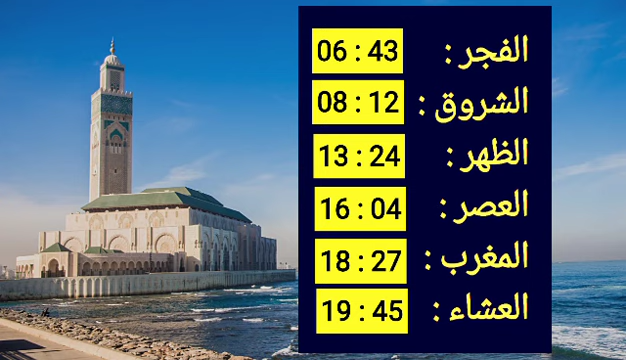 الفجر : 06 : 43
الشروق : 08 : 12
الظهر : 13 : 24
العصر : 16 : 04
المغرب : 18 : 27
العشاء : 19 : 45